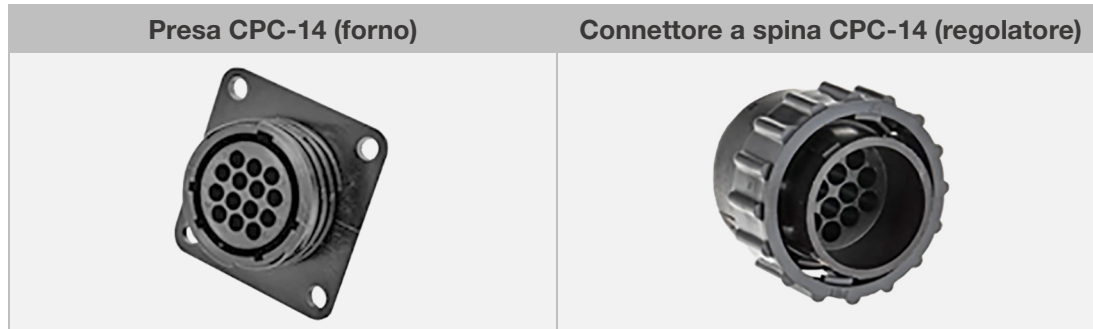 Presa CPC-14 (forno)
Connettore a spina CPC-14 (regolatore)